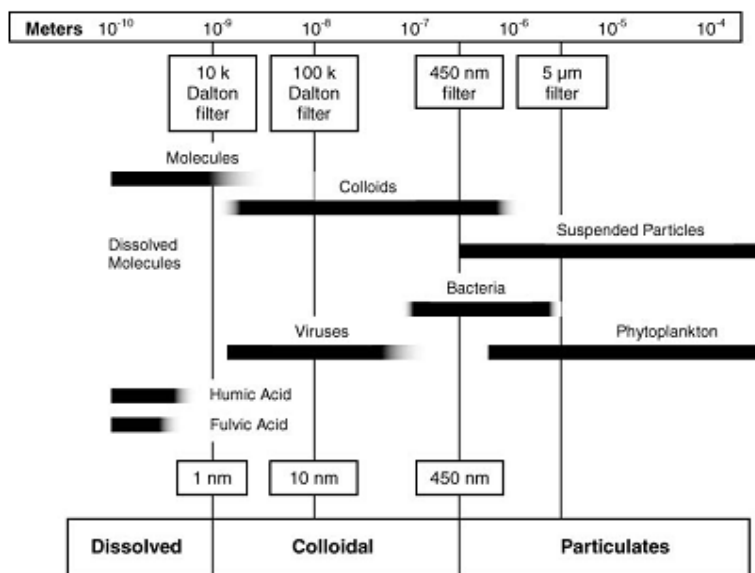 Meters 10⁻¹⁰ 10⁻⁹ 10⁻⁸ 10⁻⁷ 10⁻⁶ 10⁻⁵ 10⁻⁴
10 k
Dalton
filter
100 k
Dalton
filter
450 nm
filter
5 µm
filter
Molecules
Colloids
Dissolved
Molecules
Suspended Particles
Bacteria
Viruses
Phytoplankton
Humic Acid
Fulvic Acid
1 nm
10 nm
450 nm
Dissolved
Colloidal
Particulates